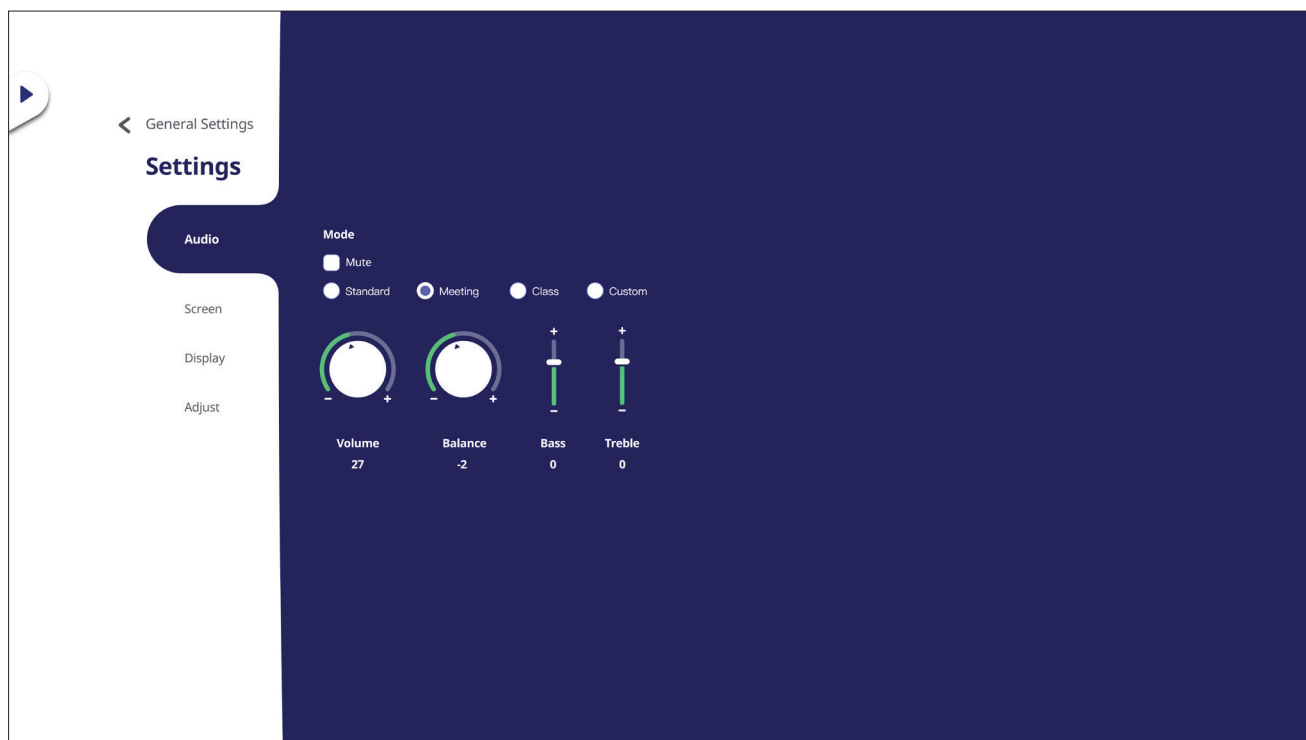 General Settings
Settings
Audio
Screen
Display
Adjust
Mode
Mute
Standard Meeting Class Custom
+ +
- + - + - -
Volume Balance Bass Treble
27 -2 0 0